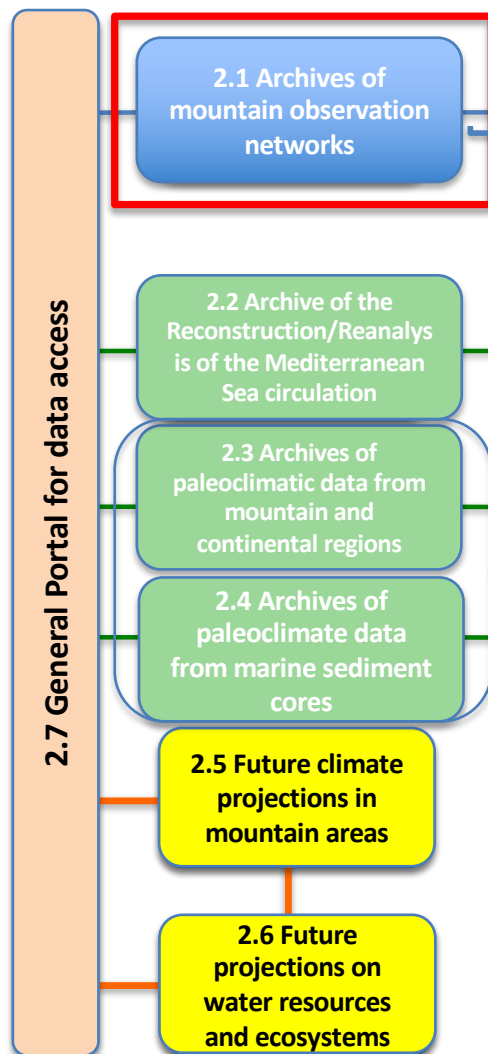 2.7 General Portal for data access
2.1 Archives of
mountain observation
networks
2.2 Archive of the
Reconstruction/Reanalys
is of the Mediterranean
Sea circulation
2.3 Archives of
paleoclimatic data from
mountain and
continental regions
2.4 Archives of
paleoclimate data
from marine sediment
cores
2.5 Future climate
projections in
mountain areas
2.6 Future
projections on
water resources
and ecosystems